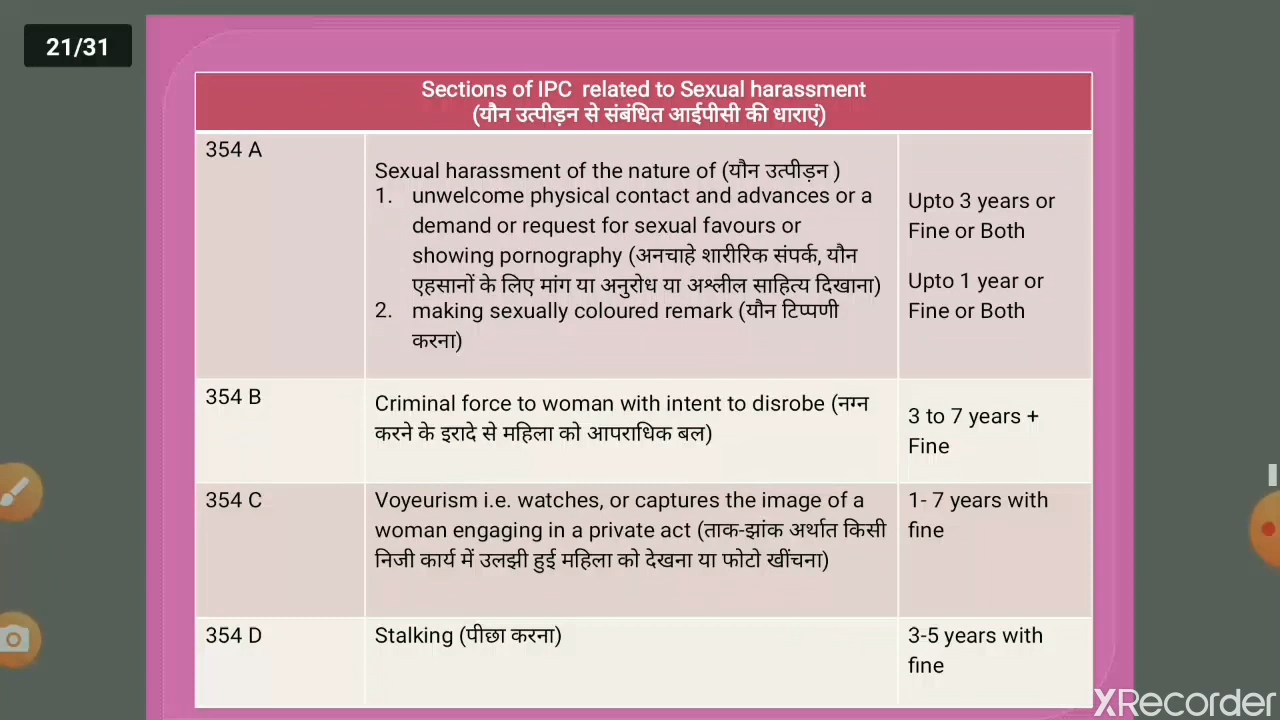 21/31
Sections of IPC related to Sexual harassment
(यौन उत्पीड़न से संबंधित आईपीसी की धाराएं)
354 A
Sexual harassment of the nature of (यौन उत्पीड़न )
1. unwelcome physical contact and advances or a
demand or request for sexual favours or
showing pornography (अनचाहे शारीरिक संपर्क, यौन
एहसानों के लिए मांग या अनुरोध या अश्लील साहित्य दिखाना)
2. making sexually coloured remark (यौन टिप्पणी
करना)
Upto 3 years or
Fine or Both
Upto 1 year or
Fine or Both
354 B
Criminal force to woman with intent to disrobe (नग्न
करने के इरादे से महिला को आपराधिक बल)
3 to 7 years +
Fine
354 C
Voyeurism i.e. watches, or captures the image of a
woman engaging in a private act (ताक-झांक अर्थात किसी
निजी कार्य में उलझी हुई महिला को देखना या फोटो खींचना)
1- 7 years with
fine
354 D
Stalking (पीछा करना)
3-5 years with
fine
XRecorder